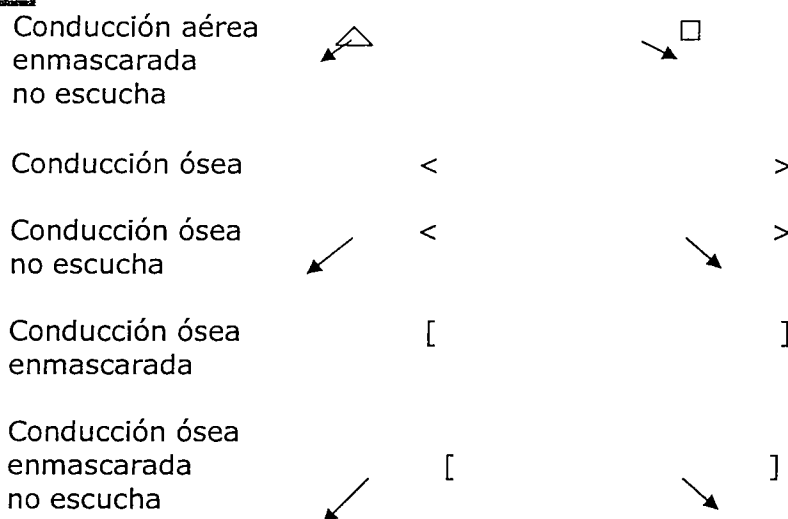 Conducción aérea
enmascarada
no escucha
Conducción ósea < >
Conducción ósea < >
no escucha
Conducción ósea [ ]
enmascarada
Conducción ósea
enmascarada [ ]
no escucha